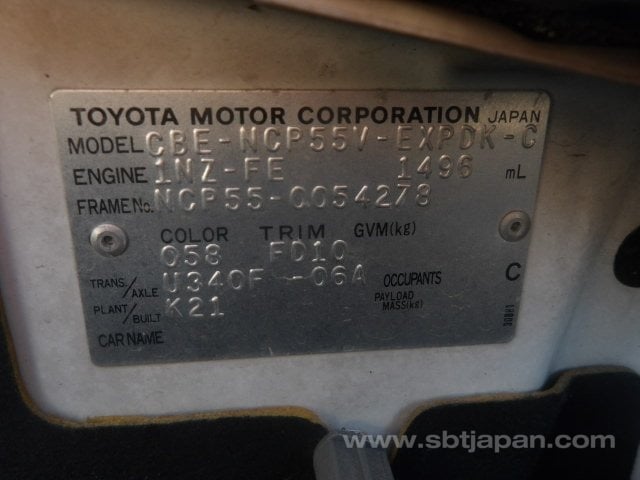 TOYOTA MOTOR CORPORATION JAPAN
MODEL CBE-NCP55V-EXPDK-C
ENGINE 1NZ-FE 1496 mL
FRAME No. NCP55-0054278
COLOR TRIM GVM(kg)
058 FD10
TRANS./AXLE U340F -06A OCCUPANTS C
PLANT/BUILT K21 PAYLOAD MASS(kg)
CAR NAME
www.sbtjapan.com/